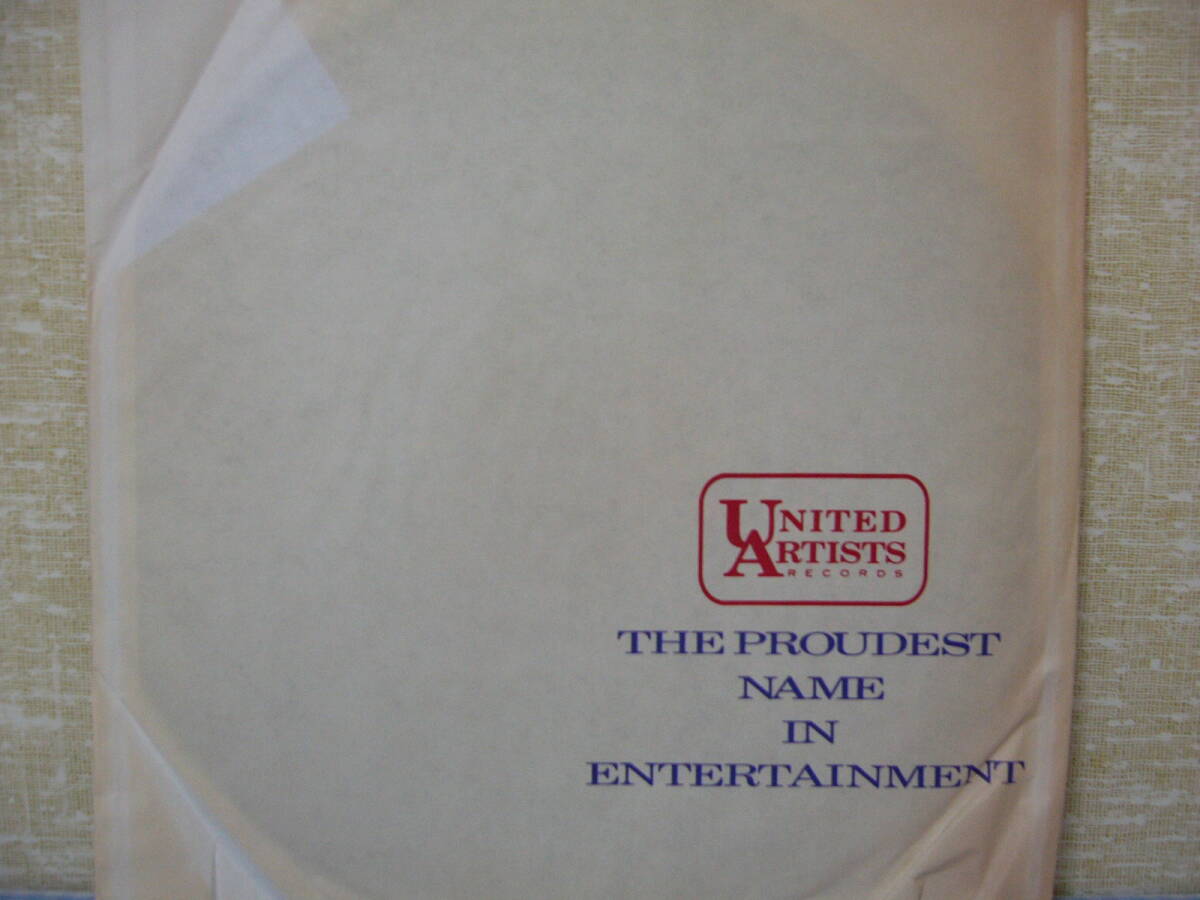 UNITED
ARTISTS
RECORDS
THE PROUDEST
NAME
IN
ENTERTAINMENT